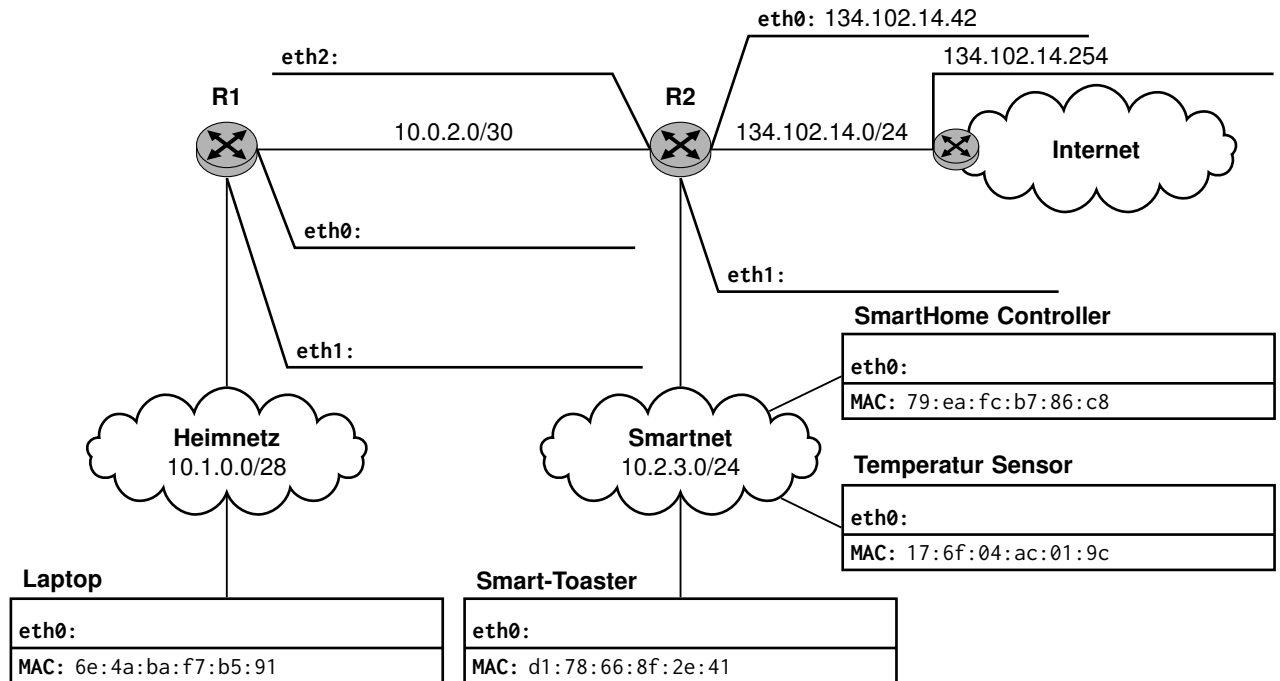 eth0: 134.102.14.42
eth2:
134.102.14.254
R1
R2
10.0.2.0/30
134.102.14.0/24
Internet
eth0:
eth1:
SmartHome Controller
eth1:
eth0:
MAC: 79:ea:fc:b7:86:c8
Heimnetz
10.1.0.0/28
Smartnet
10.2.3.0/24
Temperatur Sensor
eth0:
MAC: 17:6f:04:ac:01:9c
Laptop
eth0:
MAC: 6e:4a:ba:f7:b5:91
Smart-Toaster
eth0:
MAC: d1:78:66:8f:2e:41